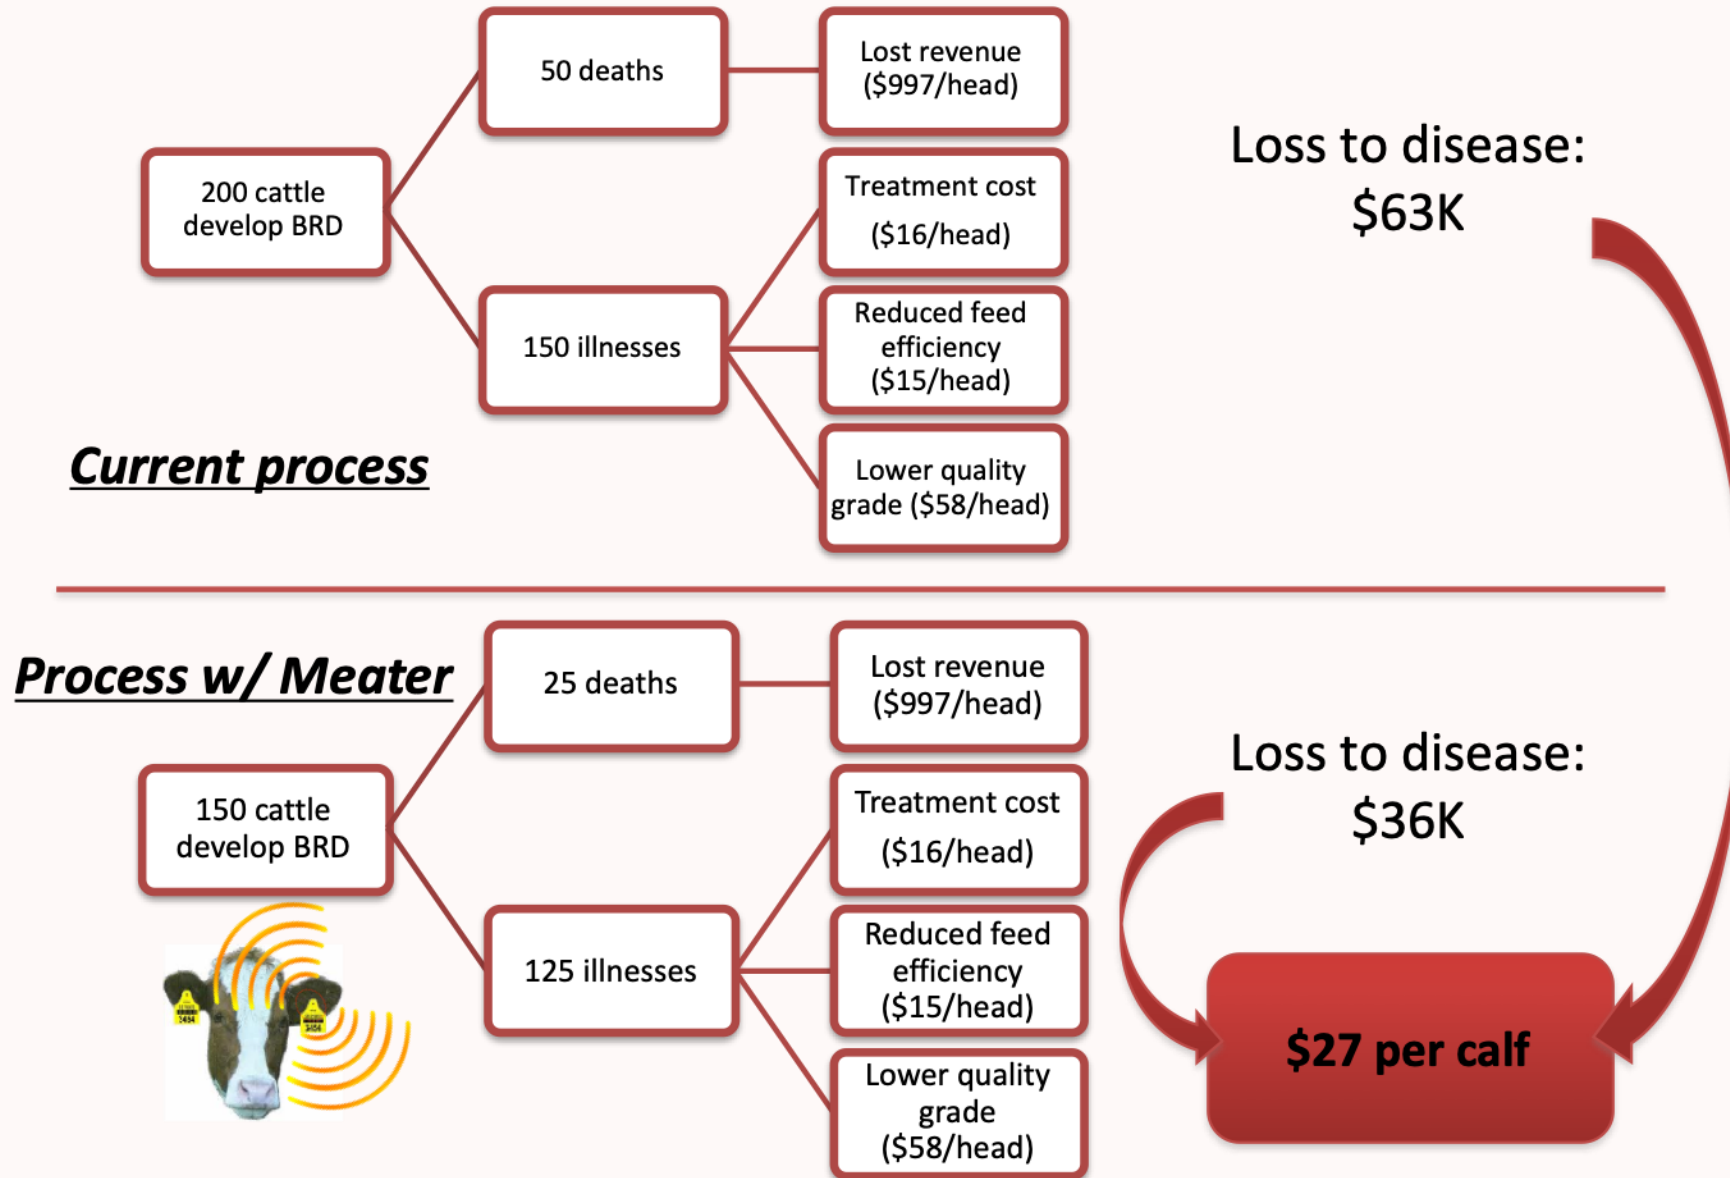 50 deaths
Lost revenue
($997/head)
200 cattle
develop BRD
Treatment cost
($16/head)
150 illnesses
Reduced feed
efficiency
($15/head)
Lower quality
grade ($58/head)
Loss to disease:
$63K
Current process
Process w/ Meater
25 deaths
Lost revenue
($997/head)
150 cattle
develop BRD
Treatment cost
($16/head)
125 illnesses
Reduced feed
efficiency
($15/head)
Lower quality
grade
($58/head)
Loss to disease:
$36K
$27 per calf
3454
3454